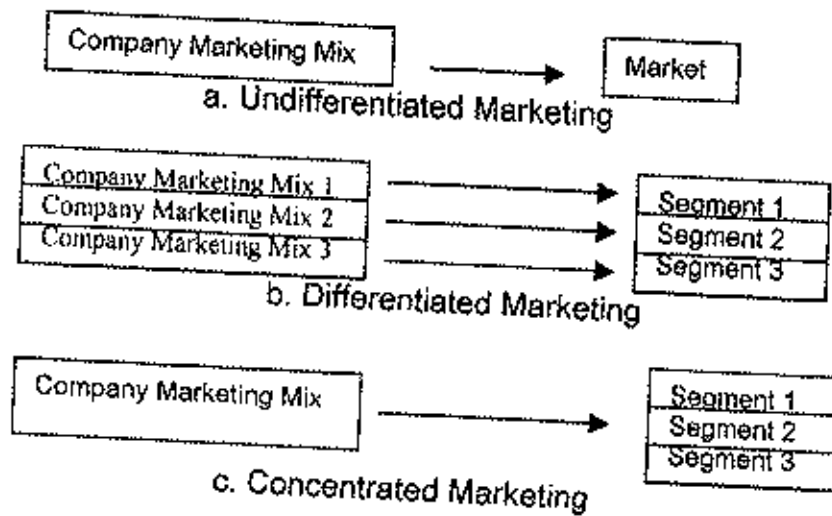 Company Marketing Mix
Market
a. Undifferentiated Marketing
Company Marketing Mix 1
Company Marketing Mix 2
Company Marketing Mix 3
Segment 1
Segment 2
Segment 3
b. Differentiated Marketing
Company Marketing Mix
Segment 1
Segment 2
Segment 3
c. Concentrated Marketing